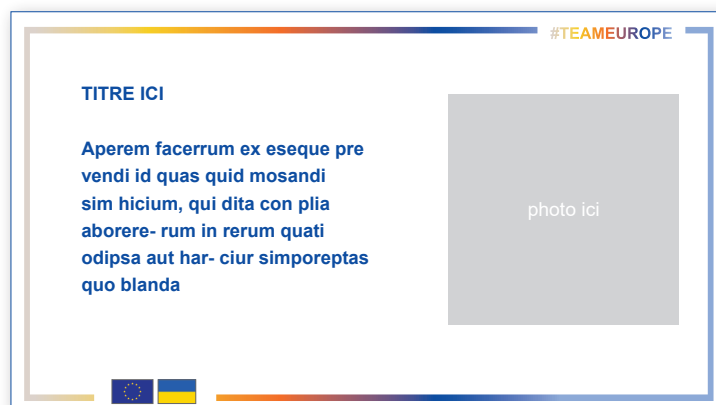 #TEAMEUROPE
TITRE ICI
Aperem facerrum ex eseque pre
vendi id quas quid mosandi
sim hicium, qui dita con plia
aborere- rum in rerum quati
odipsa aut har- ciur simporeptas
quo blanda
photo ici